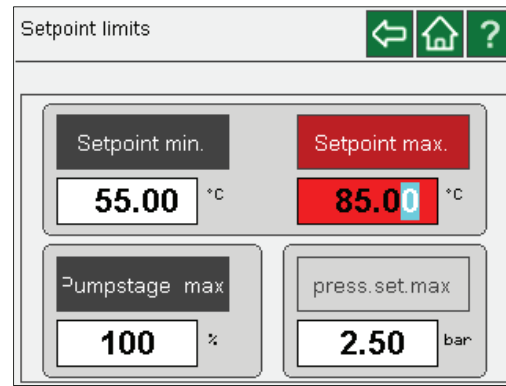 Setpoint limits ?
Setpoint min. Setpoint max.
55.00 °C 85.00 °C
Pumpstage max press.set.max
100 % 2.50 bar